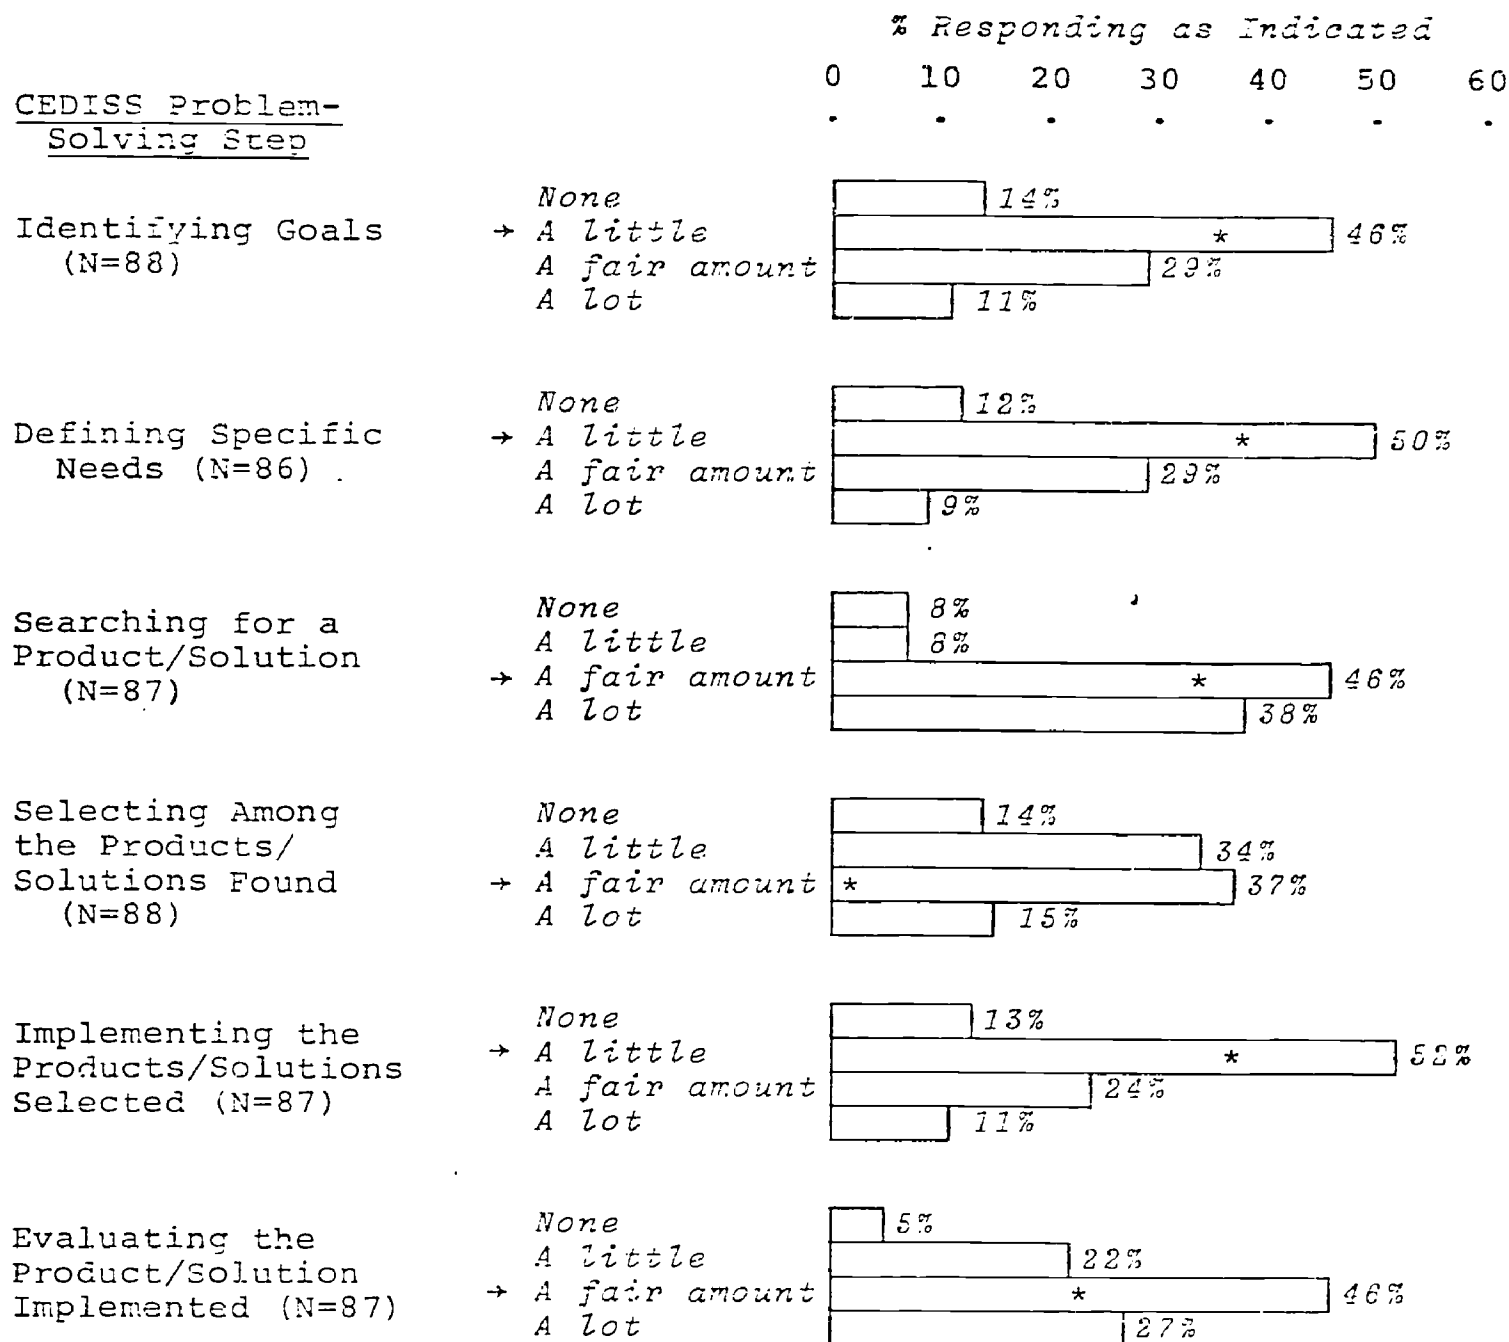 % Responding as Indicated
0 10 20 30 40 50 60
CEDISS Problem-
Solving Step
Identifying Goals
(N=88)
None 14%
→ A little * 46%
A fair amount 29%
A lot 11%
Defining Specific
Needs (N=86)
None 12%
→ A little * 50%
A fair amount 29%
A lot 9%
Searching for a
Product/Solution
(N=87)
None 8%
A little 8%
→ A fair amount * 46%
A lot 38%
Selecting Among
the Products/
Solutions Found
(N=88)
None 14%
A little 34%
→ A fair amount * 37%
A lot 15%
Implementing the
Products/Solutions
Selected (N=87)
None 13%
→ A little * 52%
A fair amount 24%
A lot 11%
Evaluating the
Product/Solution
Implemented (N=87)
None 5%
A little 22%
→ A fair amount * 46%
A lot 27%